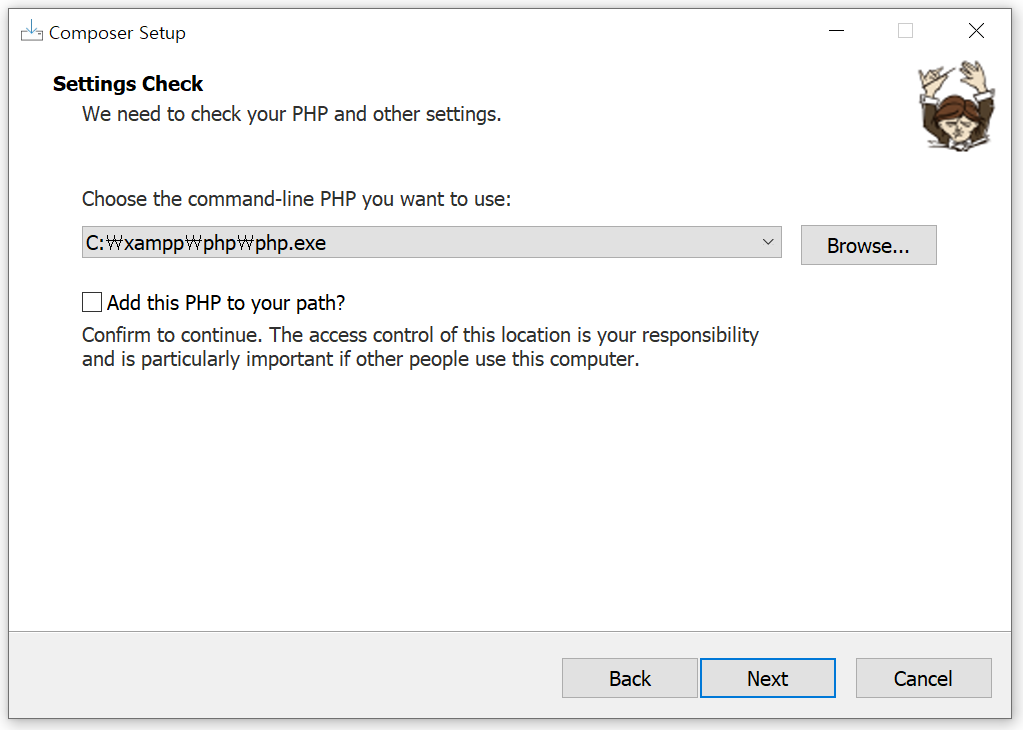 Composer Setup
Settings Check
We need to check your PHP and other settings.
Choose the command-line PHP you want to use:
C:₩xampp₩php₩php.exe
Browse...
Add this PHP to your path?
Confirm to continue. The access control of this location is your responsibility
and is particularly important if other people use this computer.
Back
Next
Cancel